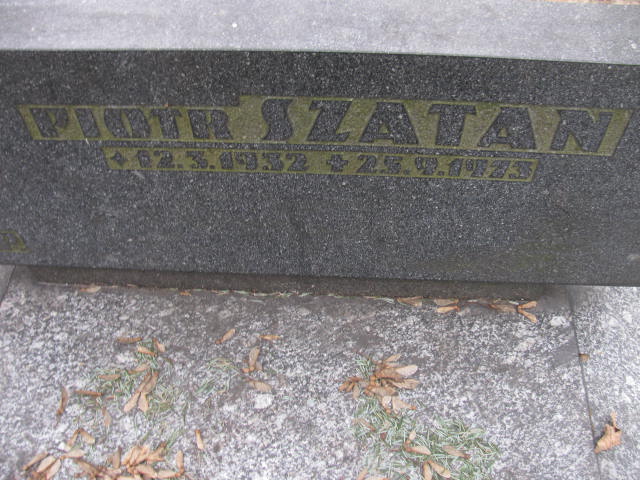 PIOTR SZATAN
+ 12.3.1932 + 25.9.1973